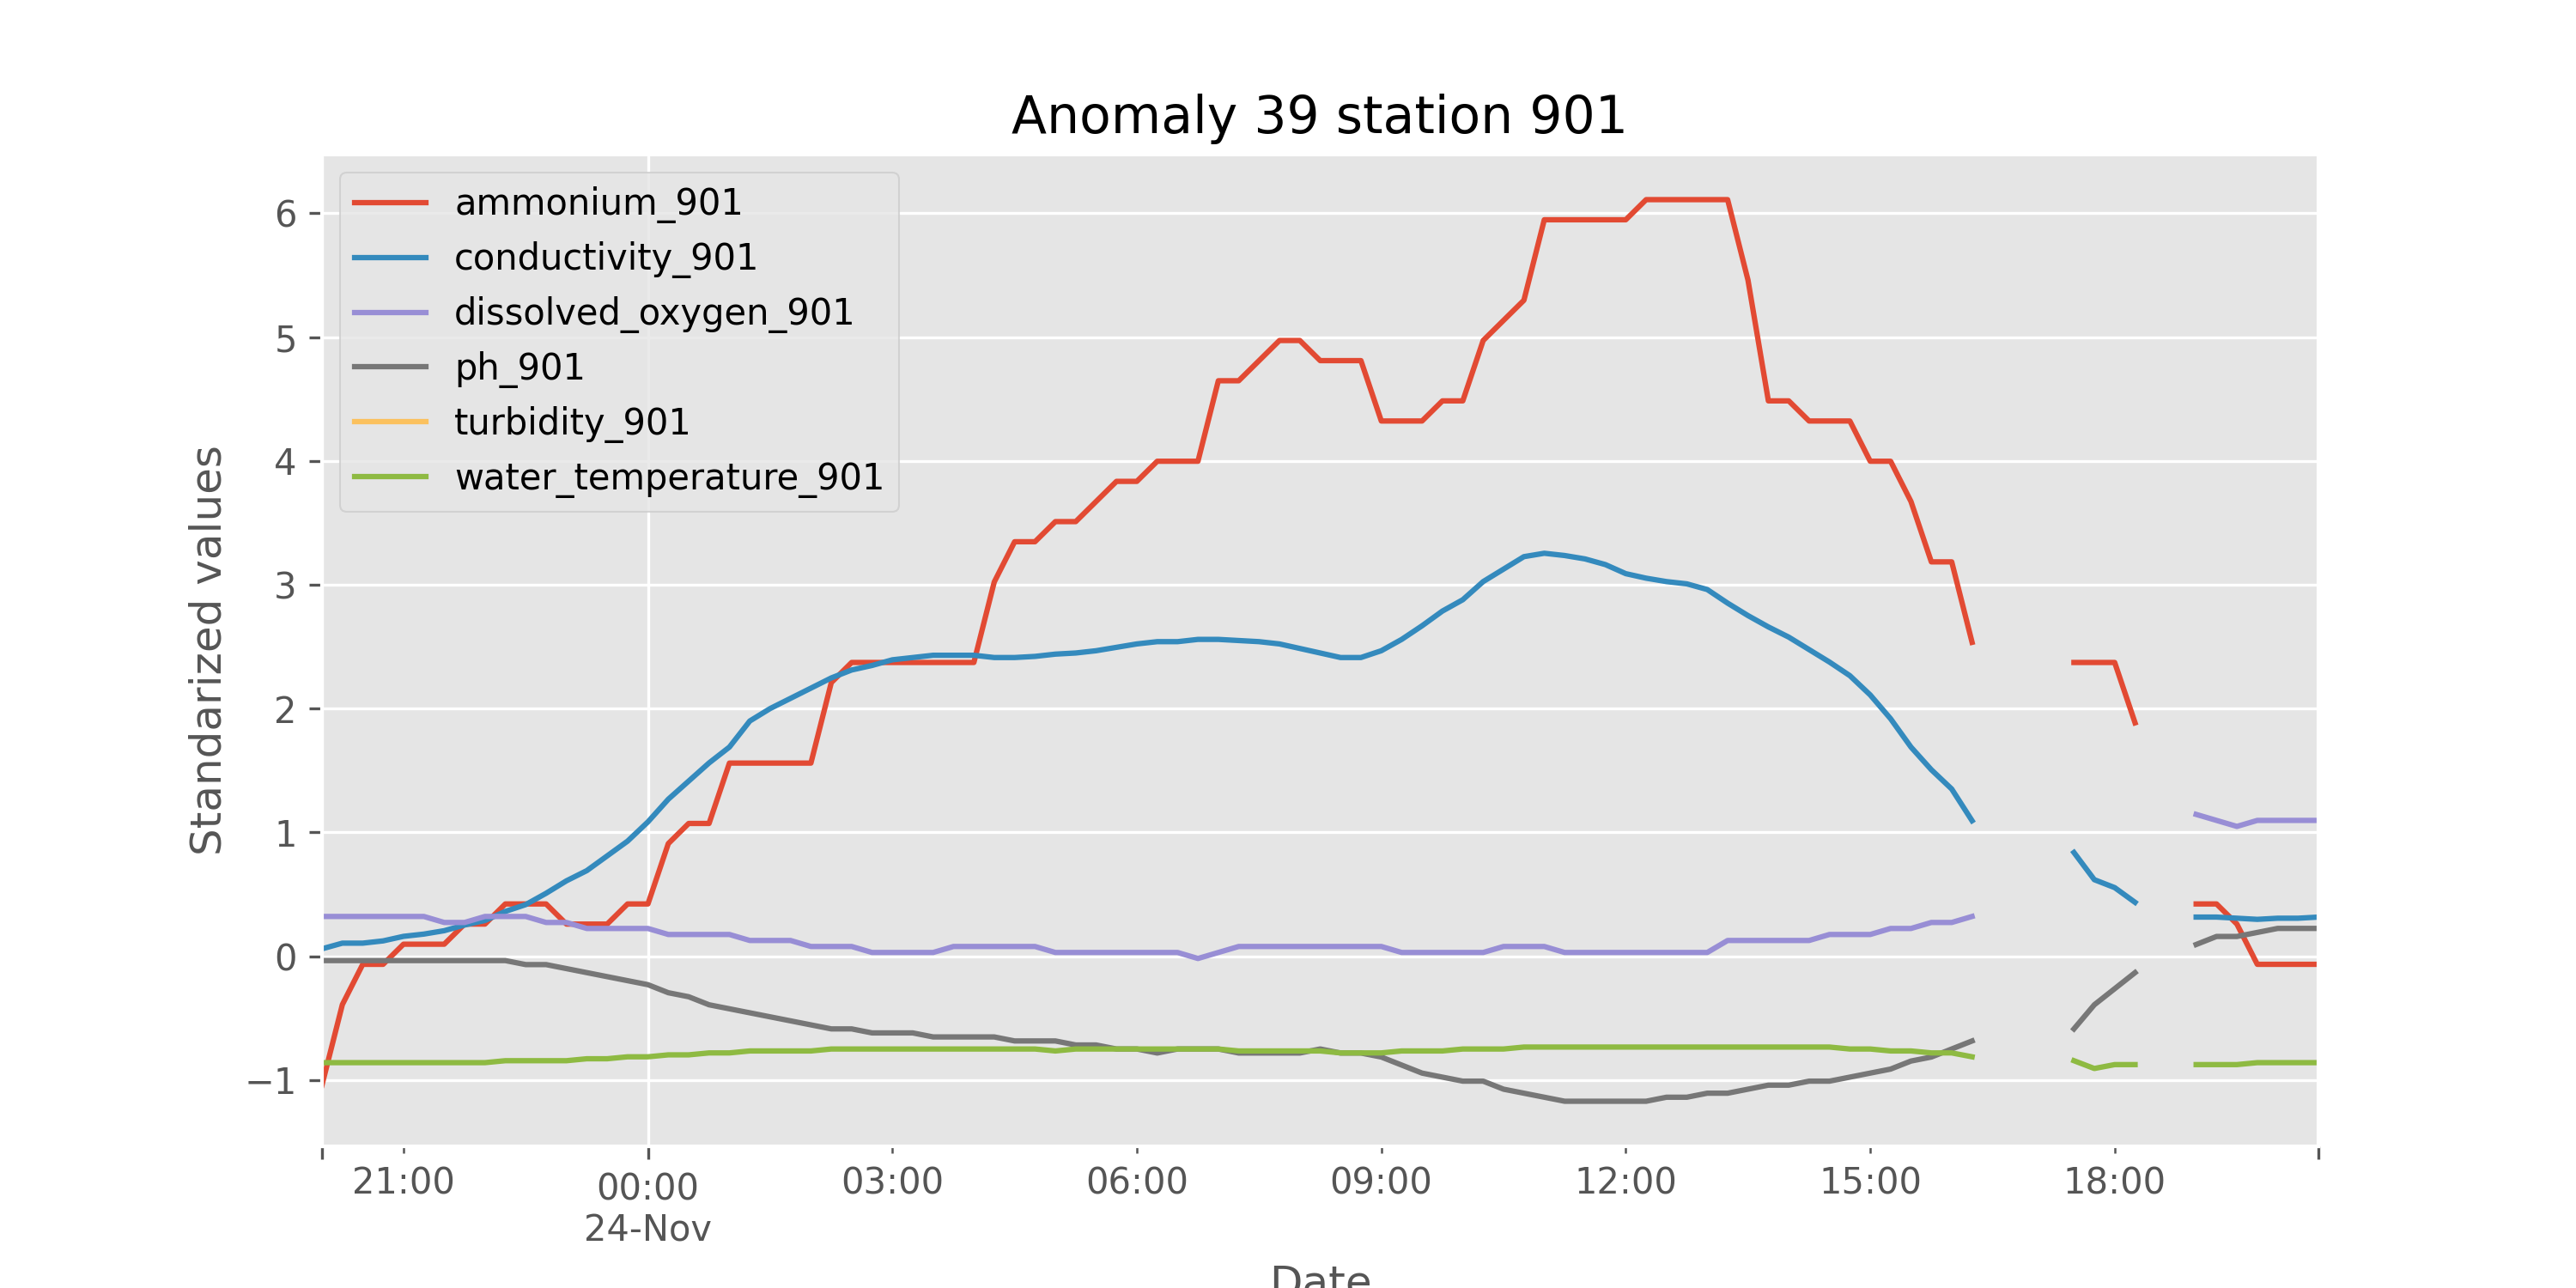 Anomaly 39 station 901
ammonium_901
conductivity_901
dissolved_oxygen_901
ph_901
turbidity_901
water_temperature_901
Standarized values
6
5
4
3
2
1
0
−1
21:00 00:00 03:00 06:00 09:00 12:00 15:00 18:00
24-Nov
Date